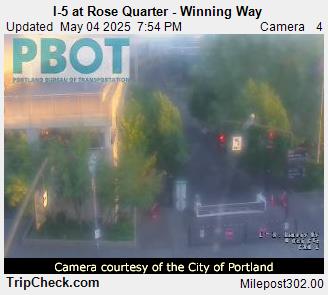 I-5 at Rose Quarter - Winning Way
Updated May 04 2025 7:54 PM Camera 4
PBOT
PORTLAND BUREAU OF TRANSPORTATION
Camera courtesy of the City of Portland
TripCheck.com Milepost302.00